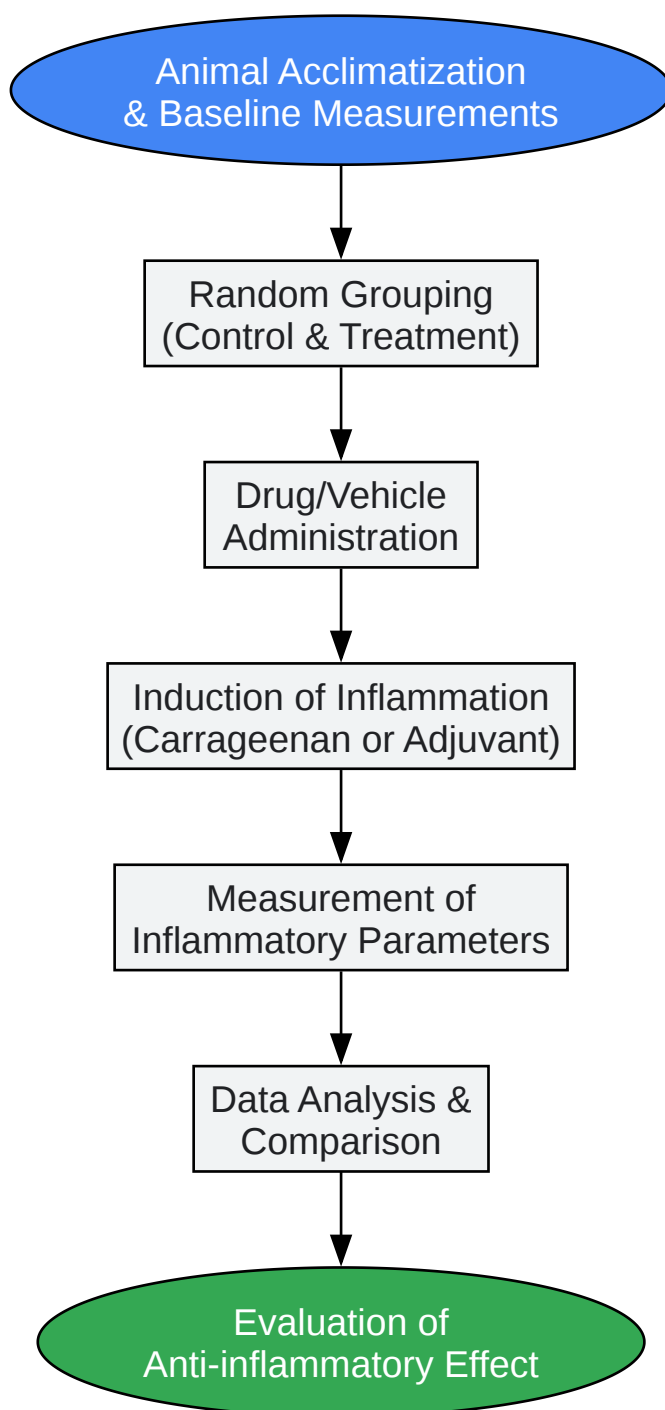 Animal Acclimatization
& Baseline Measurements
Random Grouping
(Control & Treatment)
Drug/Vehicle
Administration
Induction of Inflammation
(Carrageenan or Adjuvant)
Measurement of
Inflammatory Parameters
Data Analysis &
Comparison
Evaluation of
Anti-inflammatory Effect